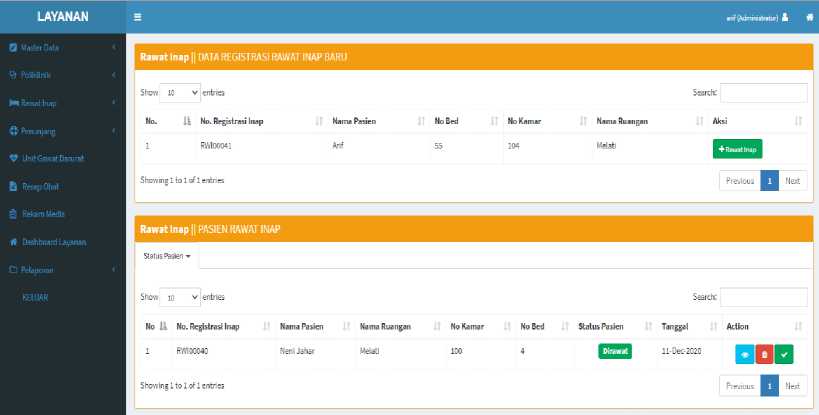 LAYANAN
arif (Administratur)
Master Data
Poliklinik
Rawat Inap
Penunjang
Unit Gawat Darurat
Resep Obat
Rekam Medis
Dashboard Layanan
Pelaporan
KELUAR
Rawat Inap || DATA REGISTRASI RAWAT INAP BARU
Show 10 entries Search:
No. No. Registrasi Inap Nama Pasien No Bed No Kamar Nama Ruangan Aksi
1 RWI00041 Arif 55 104 Melati Rawat Inap
Showing 1 to 1 of 1 entries Previous 1 Next
Rawat Inap || PASIEN RAWAT INAP
Status Pasien
Show 10 entries Search:
No No. Registrasi Inap Nama Pasien Nama Ruangan No Kamar No Bed Status Pasien Tanggal Action
1 RWI00040 Neni Jahar Melati 100 4 Dirawat 11-Dec-2020
Showing 1 to 1 of 1 entries Previous 1 Next